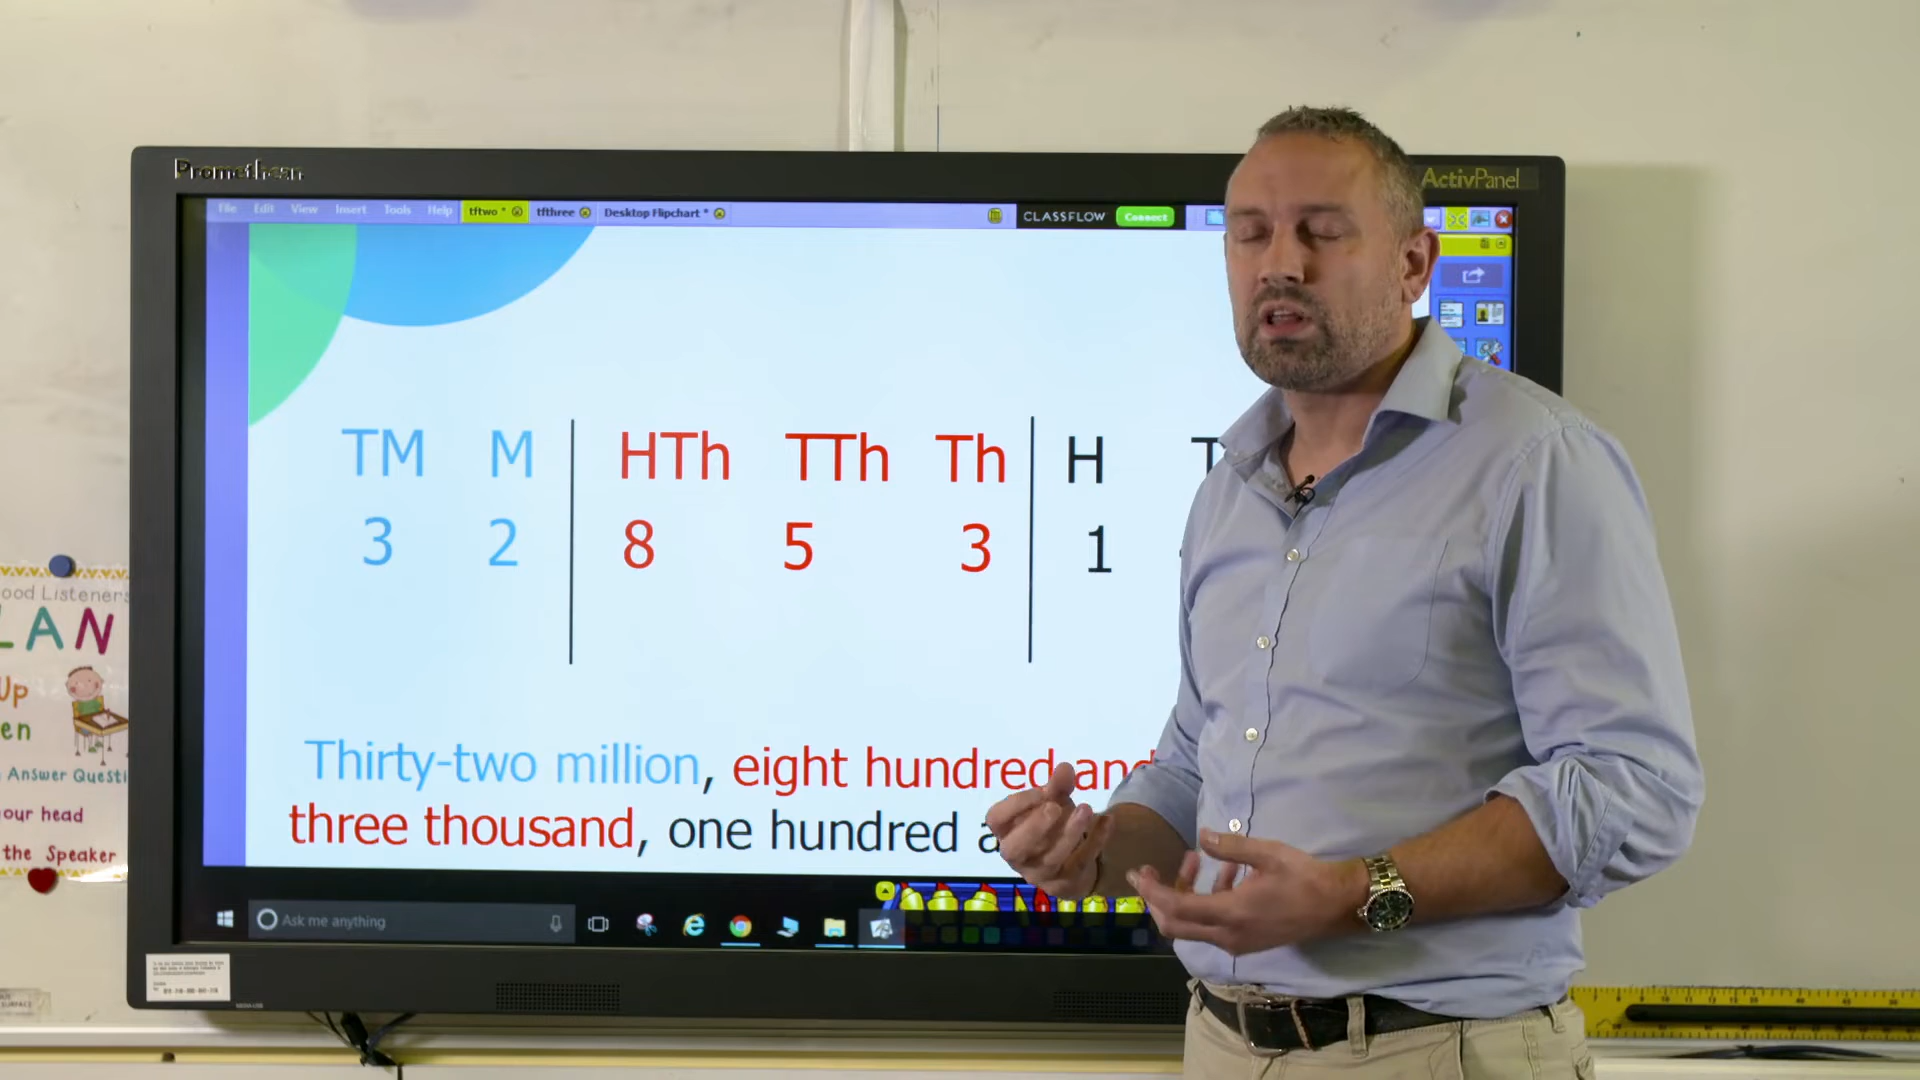 Promethean
ActivPanel
File Edit View Insert Tools Help tftwo * tfthree Desktop Flipchart * CLASSFLOW Connect
TM M HTh TTh Th H T
3 2 8 5 3 1
Thirty-two million, eight hundred and
three thousand, one hundred a
Ask me anything
ood Listeners
LAN
Up
en
Answer Questi
our head
the Speaker